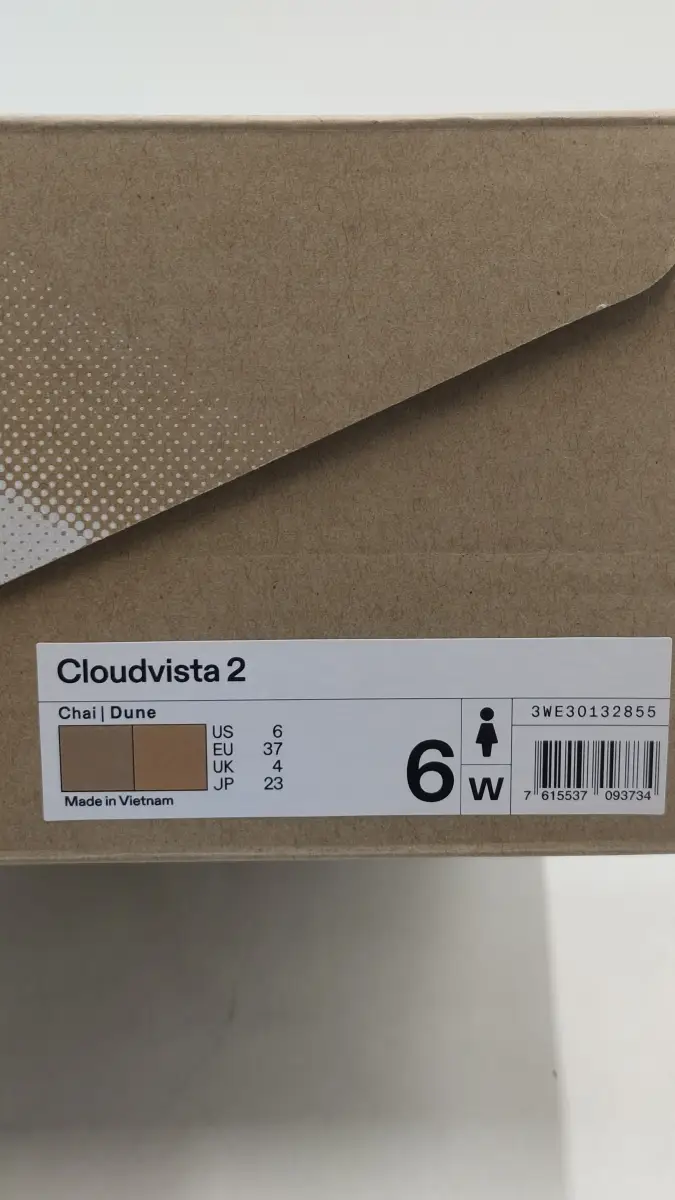 Cloudvista 2
Chai | Dune
US 6
EU 37
UK 4
JP 23
Made in Vietnam
6
W
3WE30132855
7 615537 093734